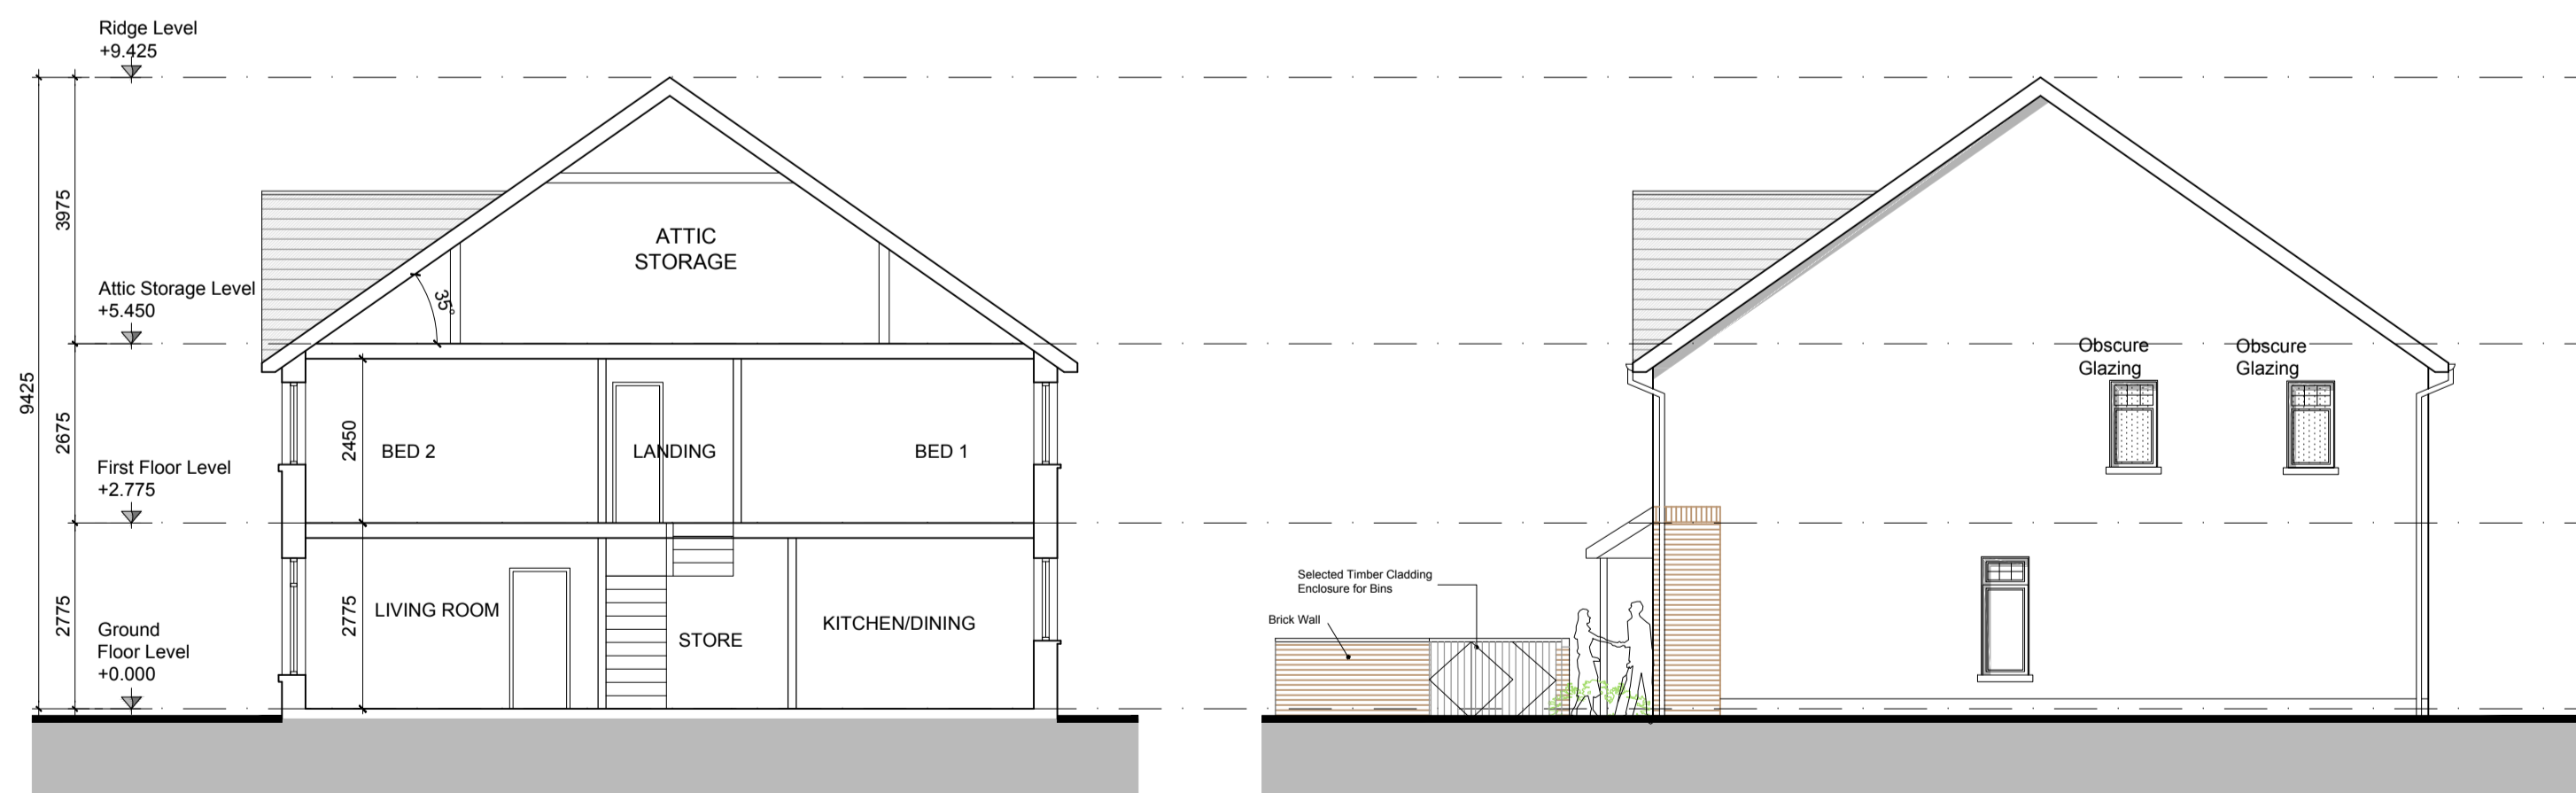 Ridge Level
+9.425
3975
Attic Storage Level
+5.450
9425
2675
First Floor Level
+2.775
2775
Ground
Floor Level
+0.000
ATTIC
STORAGE
35°
2450
BED 2
LANDING
BED 1
2775
LIVING ROOM
STORE
KITCHEN/DINING
Selected Timber Cladding
Enclosure for Bins
Brick Wall
Obscure
Glazing
Obscure
Glazing